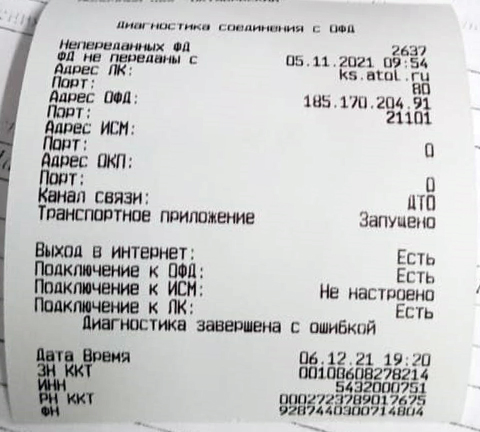 Диагностика соединения с ОФД
Непереданных ФД 2637
ФД не переданы с 05.11.2021 09:54
Адрес ЛК: ks.atol.ru
Порт: 80
Адрес ОФД: 185.170.204.91
Порт: 21101
Адрес ИСМ:
Порт: 0
Адрес ОКП:
Порт: 0
Канал связи: ДТО
Транспортное приложение Запущено
Выход в интернет: Есть
Подключение к ОФД: Есть
Подключение к ИСМ: Не настроено
Подключение к ЛК: Есть
Диагностика завершена с ошибкой
Дата Время 06.12.21 19:20
ЗН ККТ 00108608278214
ИНН 5432000751
РН ККТ 0002723789017675
ФН 9287440300714804